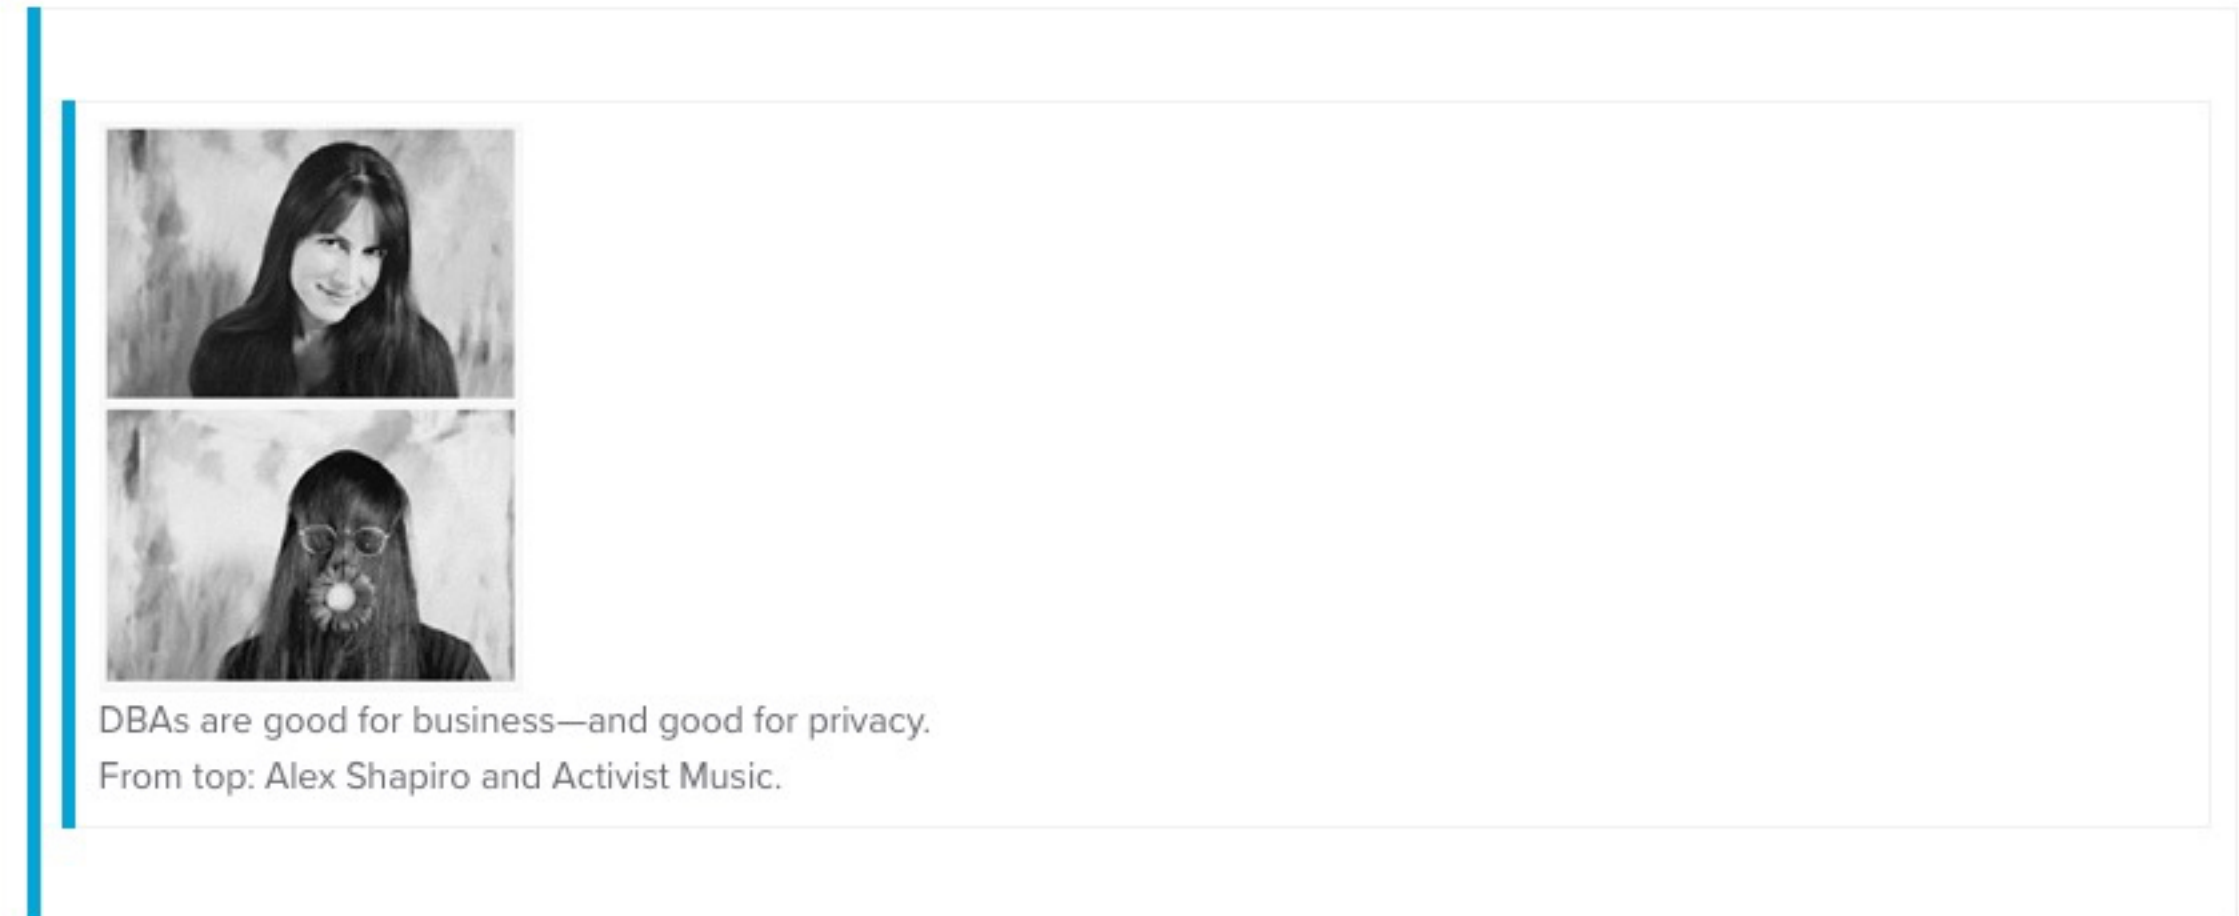 DBAs are good for business—and good for privacy.
From top: Alex Shapiro and Activist Music.